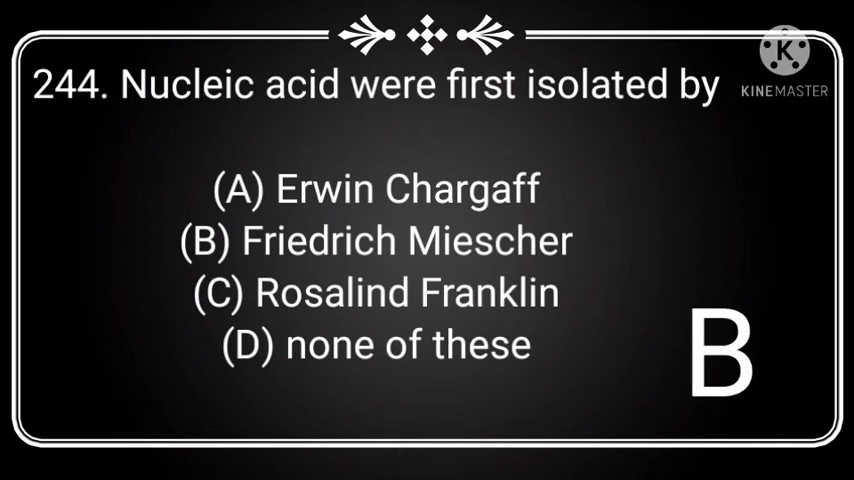 244. Nucleic acid were first isolated by
K
KINEMASTER
(A) Erwin Chargaff
(B) Friedrich Miescher
(C) Rosalind Franklin
(D) none of these
B